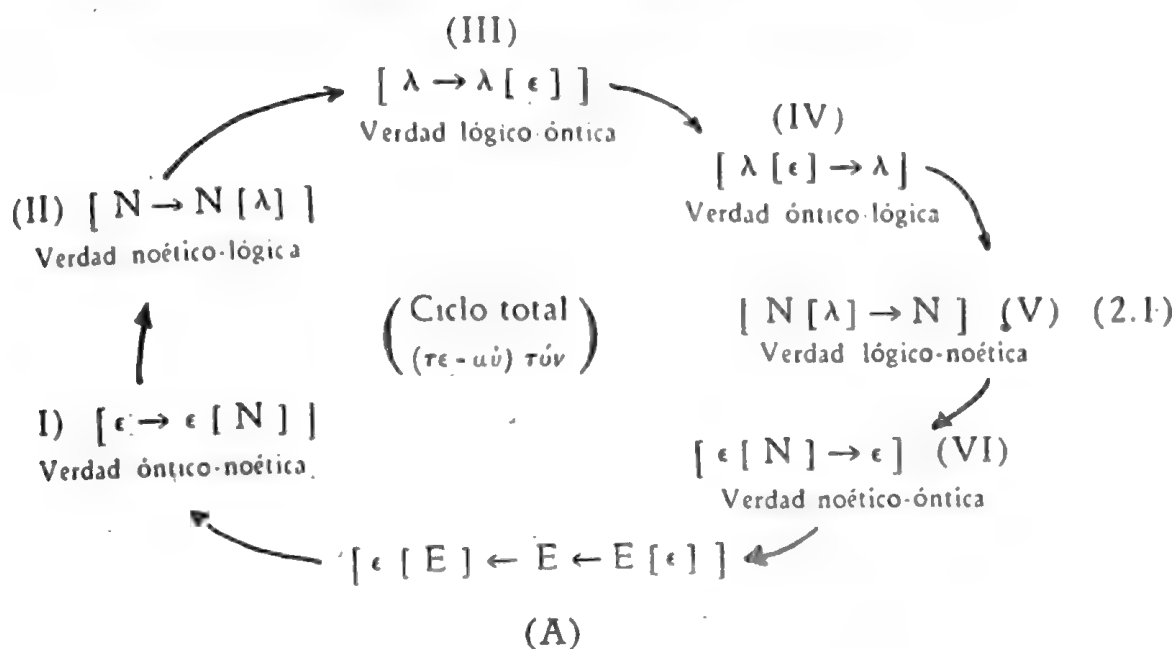 (III)
[ λ → λ [ ϵ ] ]
Verdad lógico-óntica
(IV)
[ λ [ ϵ ] → λ ]
Verdad óntico-lógica
(II) [ N → N [ λ ] ]
Verdad noético-lógica
( Ciclo total
(τϵ - αὐ) τύν )
[ N [ λ ] → N ] (V) (2.1)
Verdad lógico-noética
I) [ ϵ → ϵ [ N ] ]
Verdad óntico-noética
[ ϵ [ N ] → ϵ ] (VI)
Verdad noético-óntica
[ ϵ [ E ] ← E ← E [ ϵ ] ]
(A)